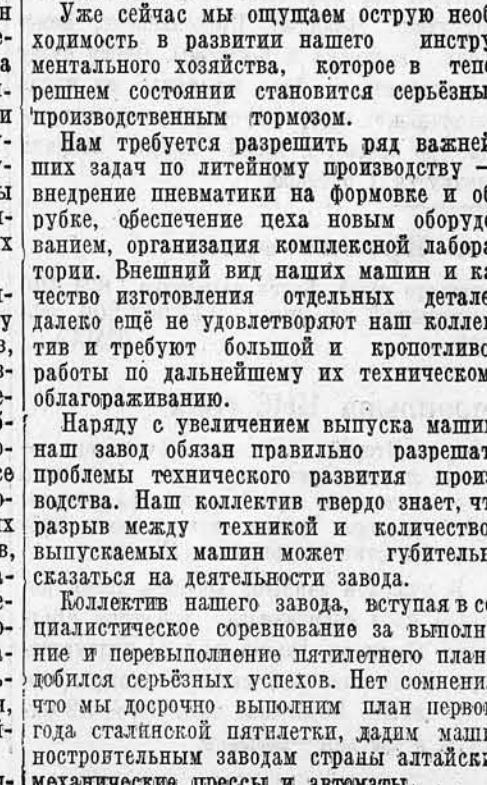 Уже сейчас мы ощущаем острую необ
ходимость в развитии нашего инстру
ментального хозяйства, которое в тепе
решнем состоянии становится серьёзны
производственным тормозом.
Нам требуется разрешить ряд важней
ших задач по литейному производству —
внедрение пневматики на формовке и об
рубке, обеспечение цеха новым оборудо
ванием, организация комплексной лабора
тории. Внешний вид наших машин и ка
чество изготовления отдельных детале
далеко ещё не удовлетворяют наш коллек
тив и требуют большой и кропотливо
работы по дальнейшему их техническом
облагораживанию.
Наряду с увеличением выпуска машин
наш завод обязан правильно разрешат
проблемы технического развития произ
водства. Наш коллектив твердо знает, чт
разрыв между техникой и количество
выпускаемых машин может губительн
сказаться на деятельности завода.
Коллектив нашего завода, вступая в со
циалистическое соревнование за выполне
ние и перевыполнение пятилетнего план
добился серьёзных успехов. Нет сомнени
что мы досрочно выполним план первог
года сталинской пятилетки, дадим маши
ностроительным заводам страны алтайски
механические прессы и автоматы.